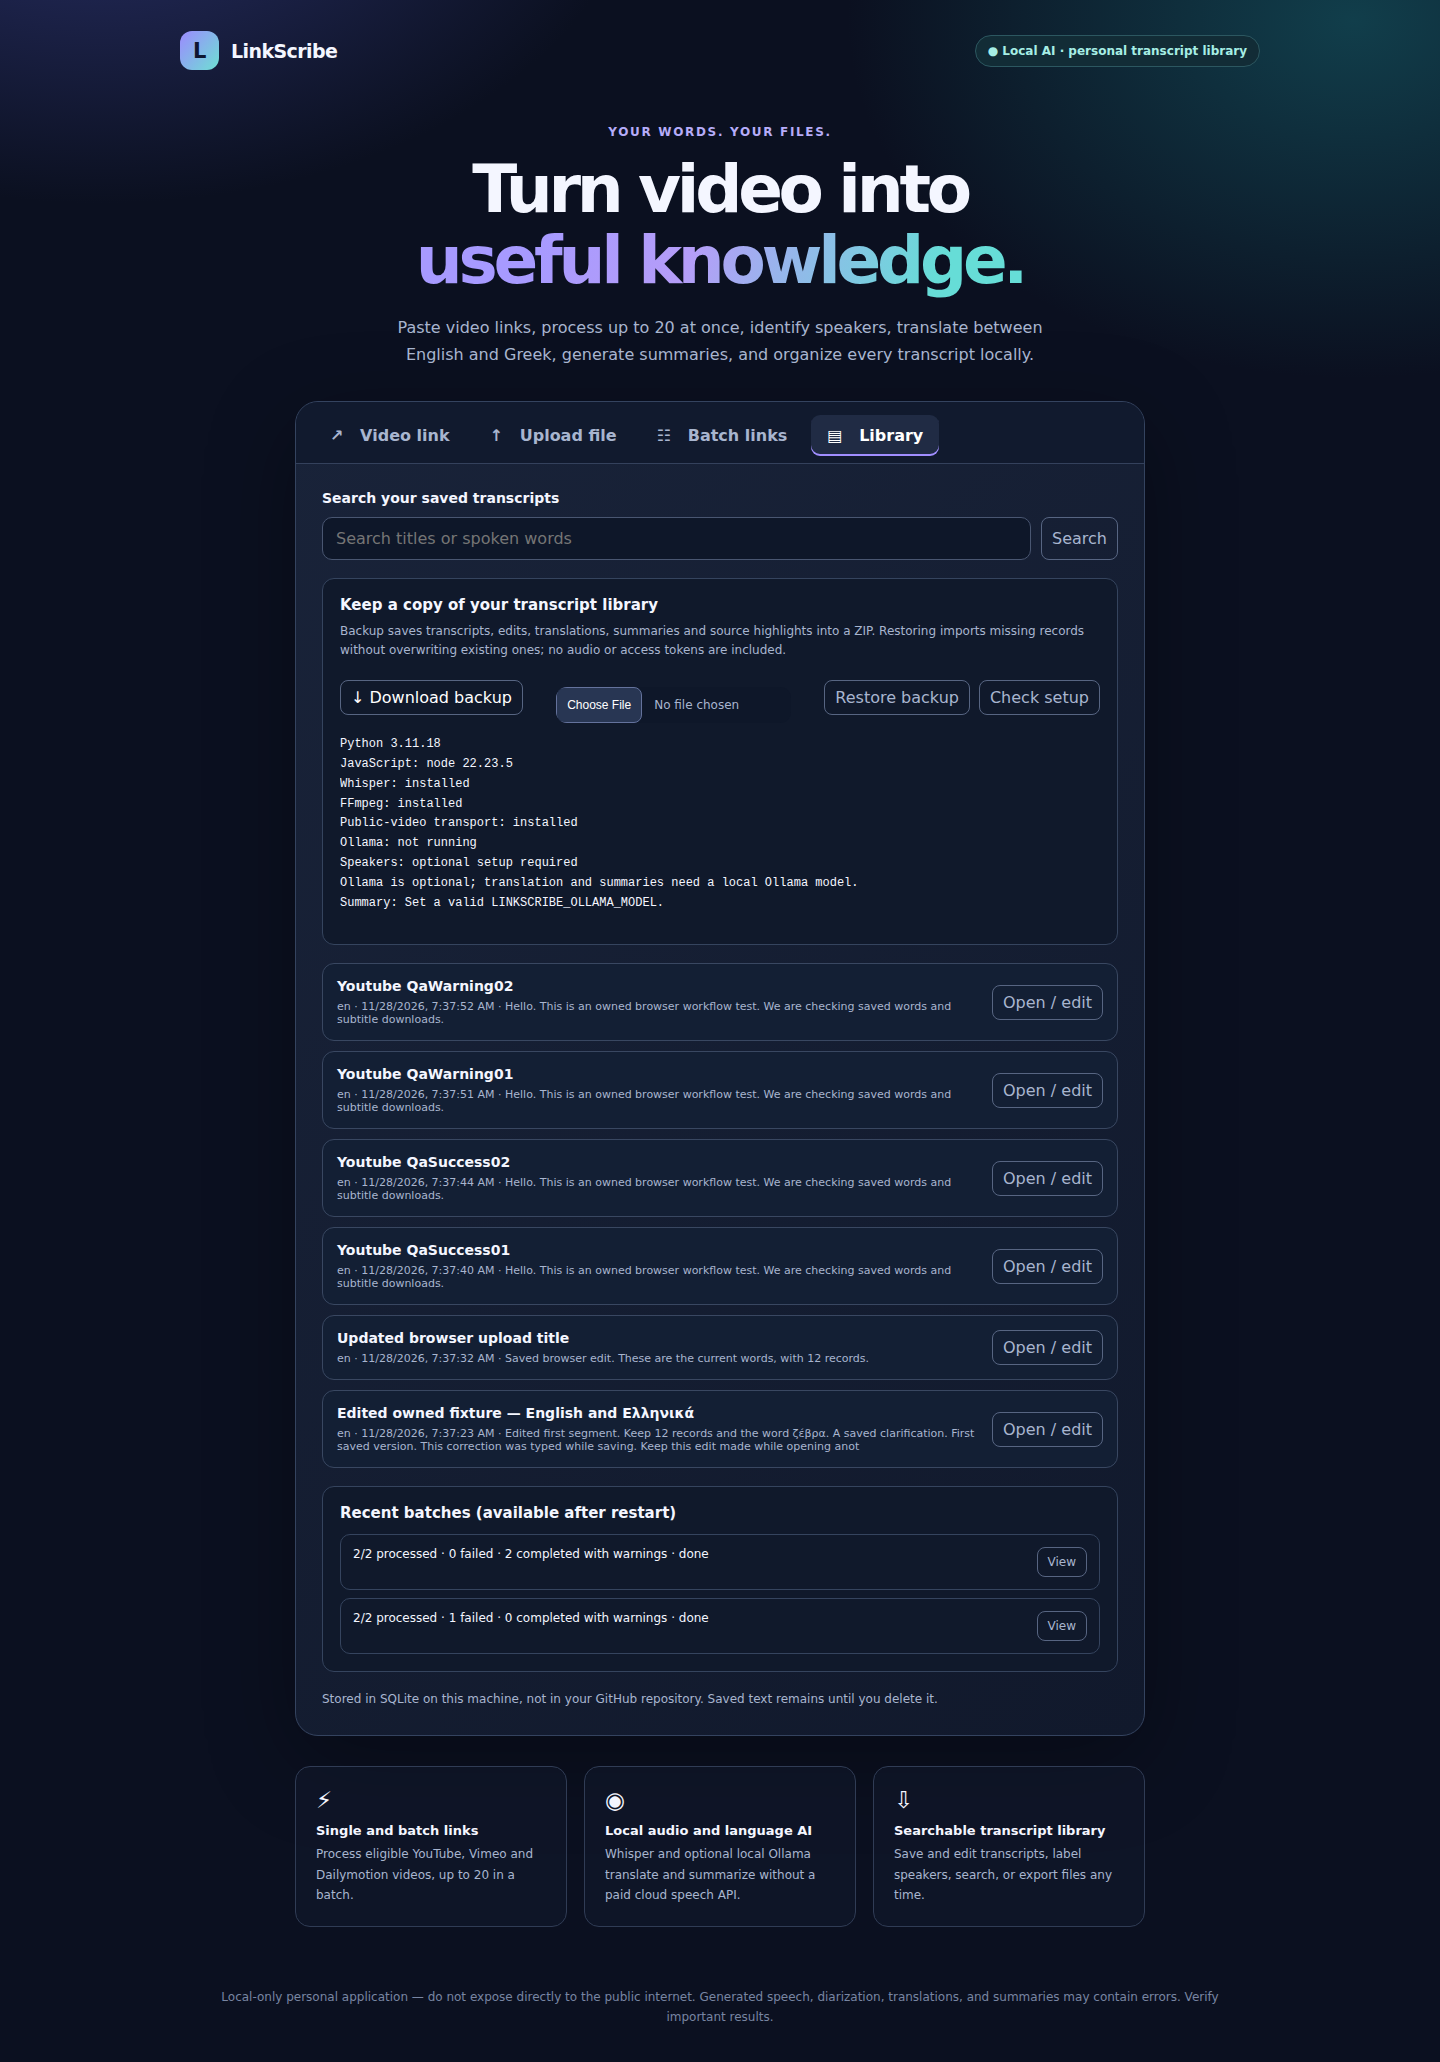 L LinkScribe
● Local AI · personal transcript library
YOUR WORDS. YOUR FILES.
Turn video into
useful knowledge.
Paste video links, process up to 20 at once, identify speakers, translate between
English and Greek, generate summaries, and organize every transcript locally.
↗ Video link ↑ Upload file ☷ Batch links ▤ Library
Search your saved transcripts
Search titles or spoken words
Search
Keep a copy of your transcript library
Backup saves transcripts, edits, translations, summaries and source highlights into a ZIP. Restoring imports missing records
without overwriting existing ones; no audio or access tokens are included.
↓ Download backup Choose File No file chosen Restore backup Check setup
Python 3.11.18
JavaScript: node 22.23.5
Whisper: installed
FFmpeg: installed
Public-video transport: installed
Ollama: not running
Speakers: optional setup required
Ollama is optional; translation and summaries need a local Ollama model.
Summary: Set a valid LINKSCRIBE_OLLAMA_MODEL.
Youtube QaWarning02
en · 11/28/2026, 7:37:52 AM · Hello. This is an owned browser workflow test. We are checking saved words and
subtitle downloads.
Open / edit
Youtube QaWarning01
en · 11/28/2026, 7:37:51 AM · Hello. This is an owned browser workflow test. We are checking saved words and
subtitle downloads.
Open / edit
Youtube QaSuccess02
en · 11/28/2026, 7:37:44 AM · Hello. This is an owned browser workflow test. We are checking saved words and
subtitle downloads.
Open / edit
Youtube QaSuccess01
en · 11/28/2026, 7:37:40 AM · Hello. This is an owned browser workflow test. We are checking saved words and
subtitle downloads.
Open / edit
Updated browser upload title
en · 11/28/2026, 7:37:32 AM · Saved browser edit. These are the current words, with 12 records.
Open / edit
Edited owned fixture — English and Ελληνικά
en · 11/28/2026, 7:37:23 AM · Edited first segment. Keep 12 records and the word ζέβρα. A saved clarification. First
saved version. This correction was typed while saving. Keep this edit made while opening anot
Open / edit
Recent batches (available after restart)
2/2 processed · 0 failed · 2 completed with warnings · done
View
2/2 processed · 1 failed · 0 completed with warnings · done
View
Stored in SQLite on this machine, not in your GitHub repository. Saved text remains until you delete it.
⚡
Single and batch links
Process eligible YouTube, Vimeo and
Dailymotion videos, up to 20 in a
batch.
◉
Local audio and language AI
Whisper and optional local Ollama
translate and summarize without a
paid cloud speech API.
⇩
Searchable transcript library
Save and edit transcripts, label
speakers, search, or export files any
time.
Local-only personal application — do not expose directly to the public internet. Generated speech, diarization, translations, and summaries may contain errors. Verify
important results.